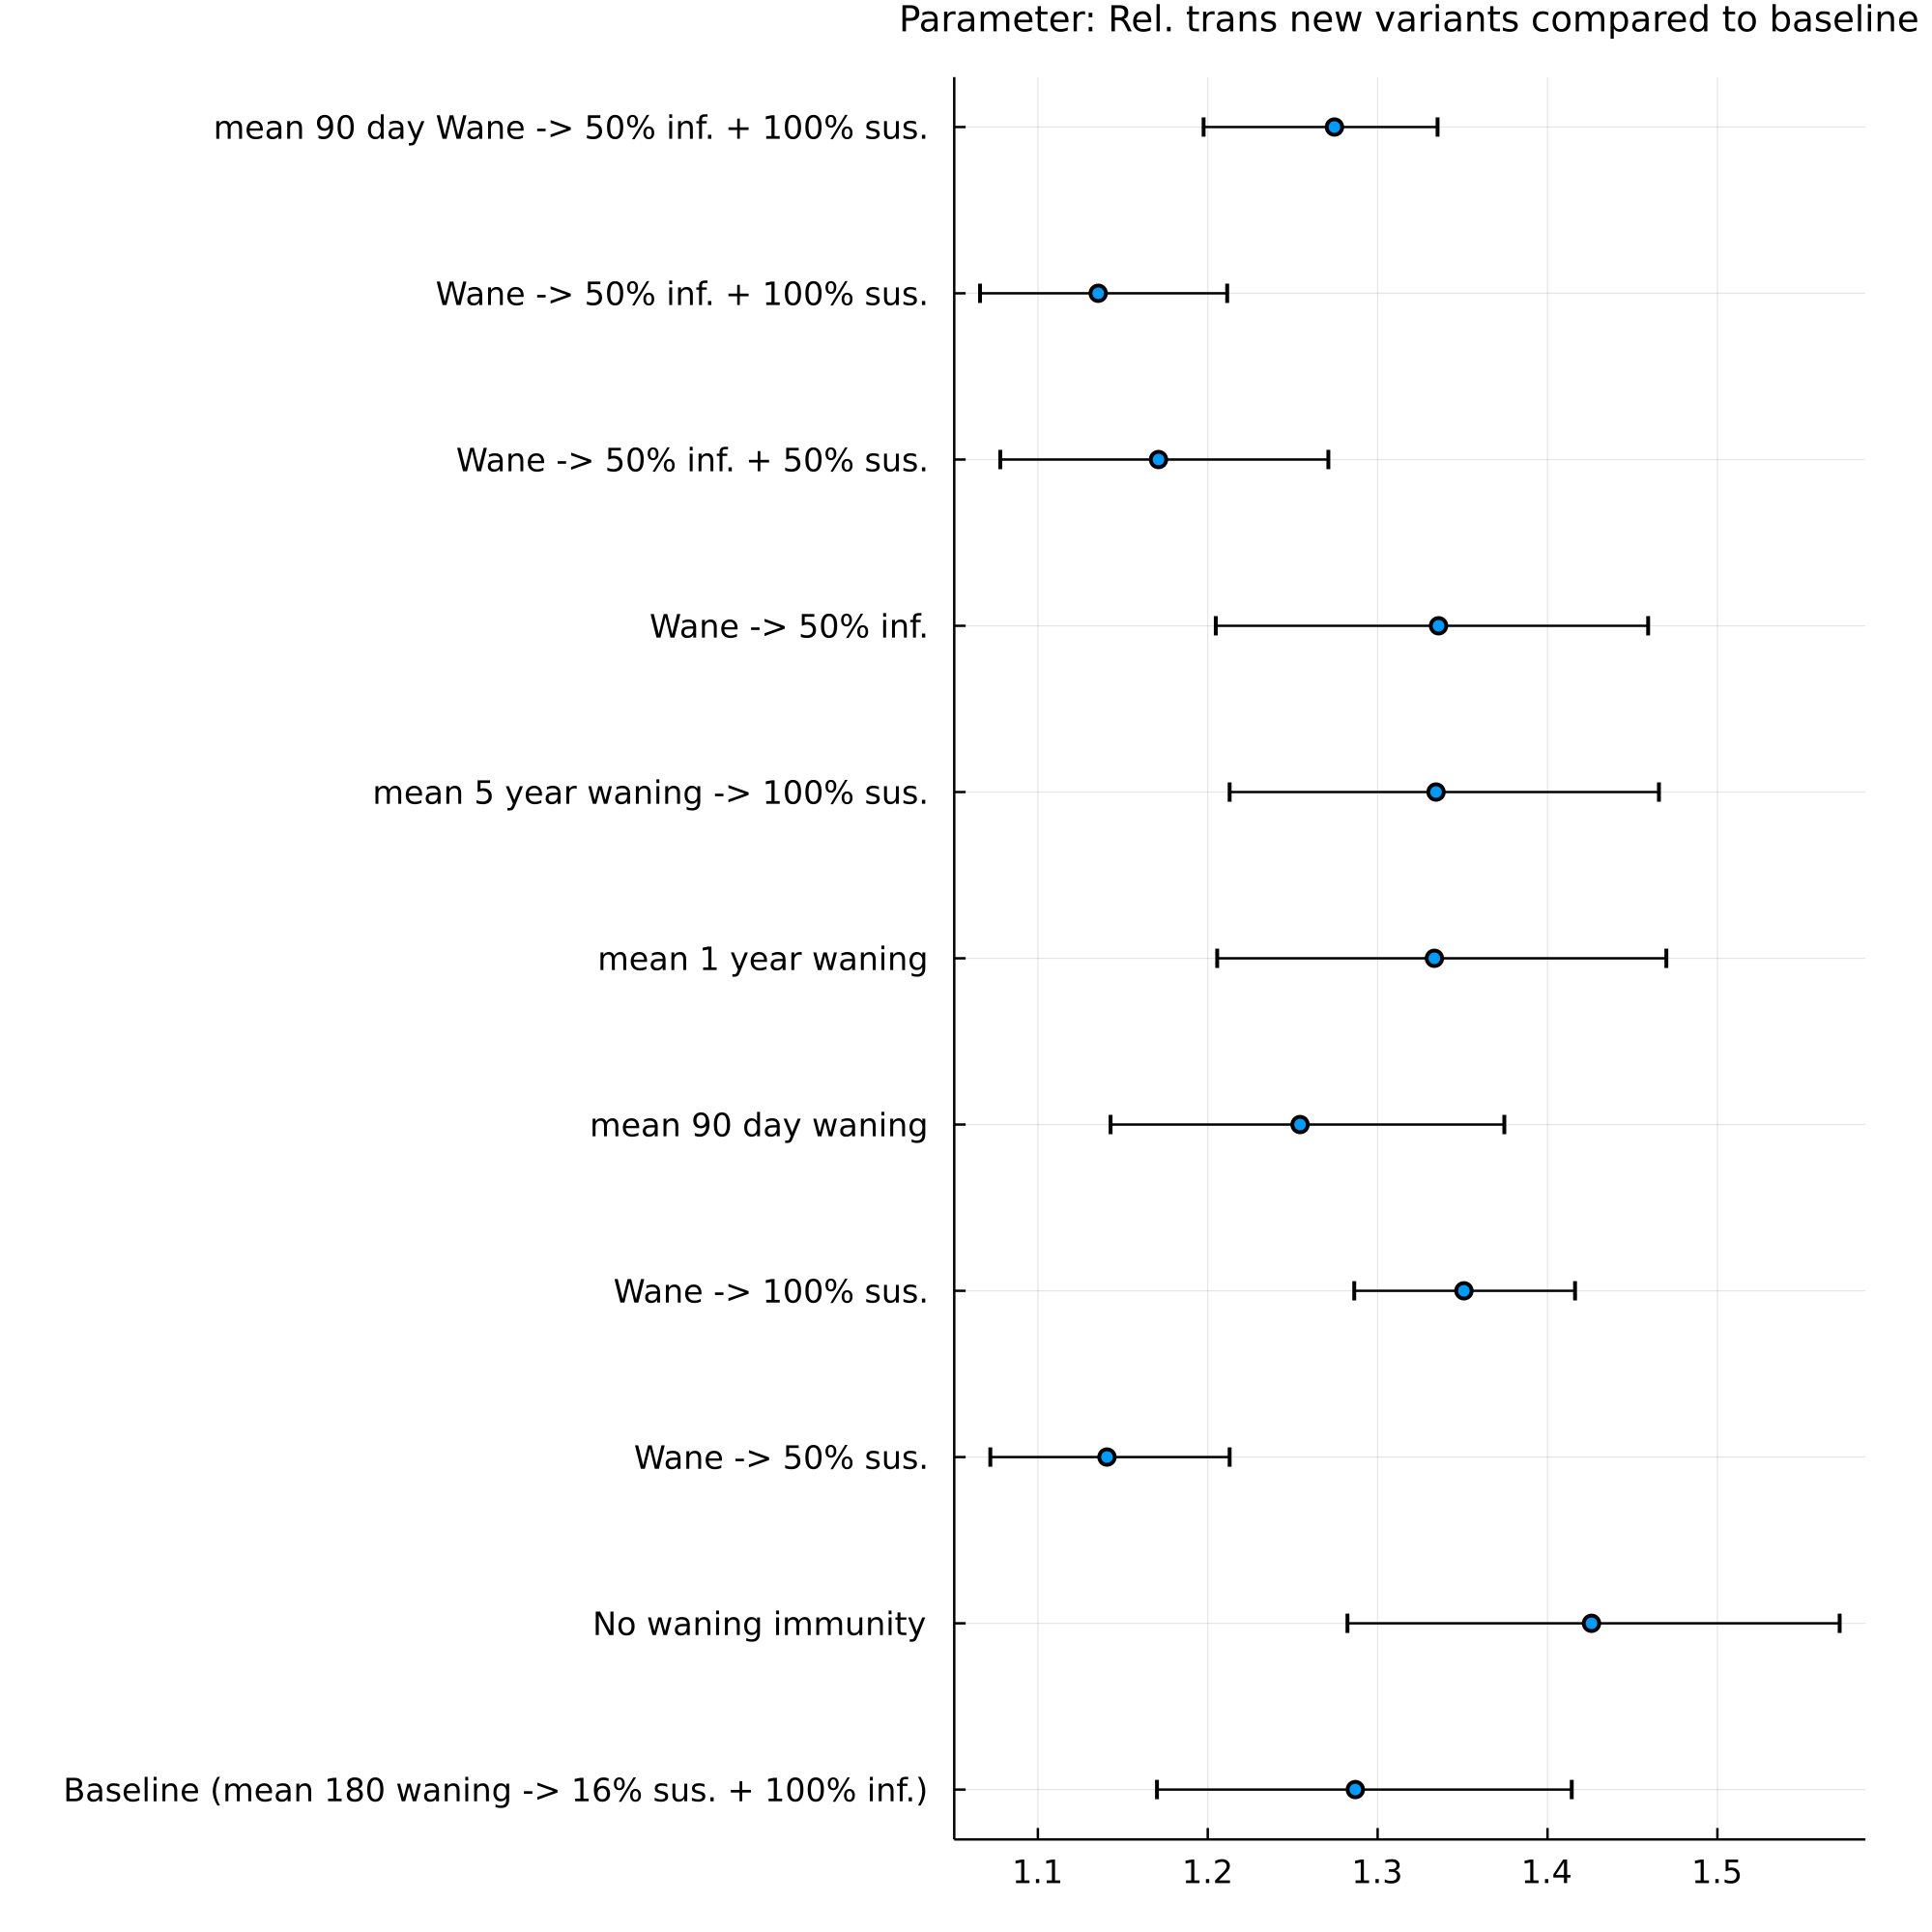 Parameter: Rel. trans new variants compared to baseline
mean 90 day Wane -> 50% inf. + 100% sus.
Wane -> 50% inf. + 100% sus.
Wane -> 50% inf. + 50% sus.
Wane -> 50% inf.
mean 5 year waning -> 100% sus.
mean 1 year waning
mean 90 day waning
Wane -> 100% sus.
Wane -> 50% sus.
No waning immunity
Baseline (mean 180 waning -> 16% sus. + 100% inf.)
1.1 1.2 1.3 1.4 1.5